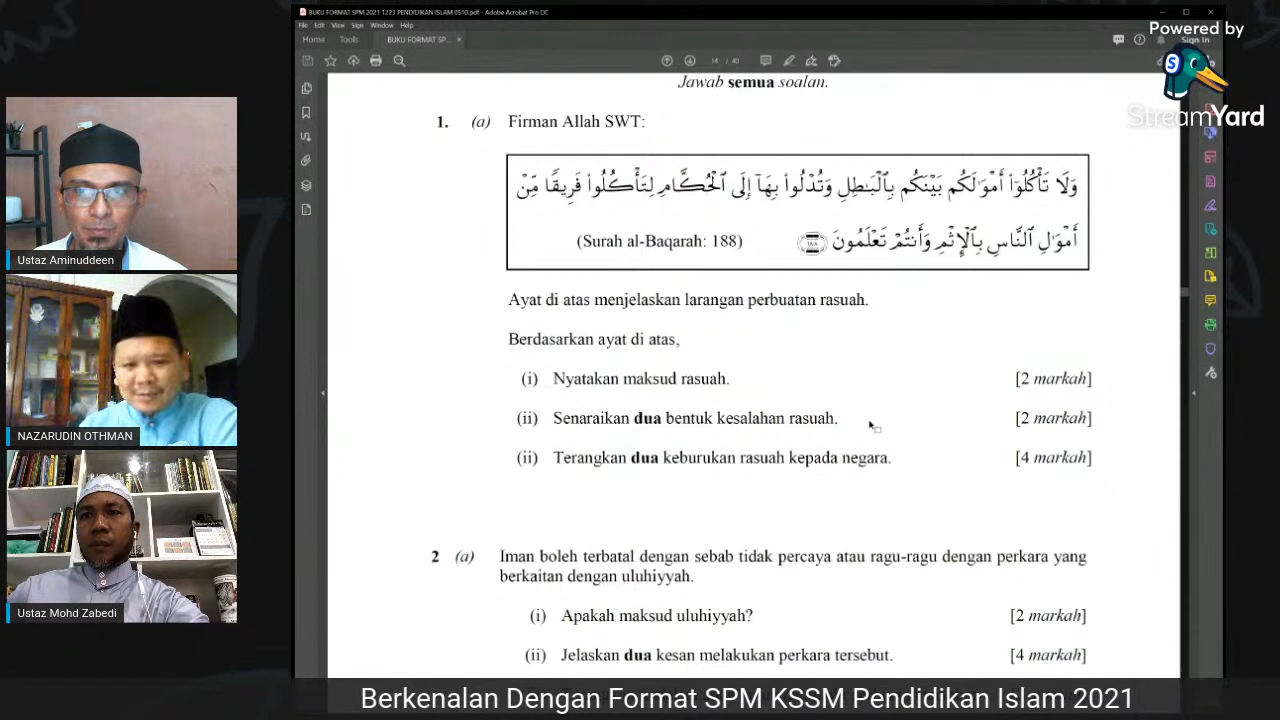 BUKU FORMAT SPM 2021 1223 PENDIDIKAN ISLAM 0510.pdf - Adobe Acrobat Pro DC
File Edit View Sign Window Help
Home Tools BUKU FORMAT SP... × Sign In
14 / 40
Powered by
StreamYard
Jawab semua soalan.
1. (a) Firman Allah SWT:
وَلَا تَأْكُلُوٓا۟ أَمْوَٰلَكُم بَيْنَكُم بِٱلْبَٰطِلِ وَتُدْلُوا۟ بِهَآ إِلَى ٱلْحُكَّامِ لِتَأْكُلُوا۟ فَرِيقًا مِّنْ
أَمْوَٰلِ ٱلنَّاسِ بِٱلْإِثْمِ وَأَنتُمْ تَعْلَمُونَ ١٨٨ (Surah al-Baqarah: 188)
Ayat di atas menjelaskan larangan perbuatan rasuah.
Berdasarkan ayat di atas,
(i) Nyatakan maksud rasuah. [2 markah]
(ii) Senaraikan dua bentuk kesalahan rasuah. [2 markah]
(ii) Terangkan dua keburukan rasuah kepada negara. [4 markah]
2 (a) Iman boleh terbatal dengan sebab tidak percaya atau ragu-ragu dengan perkara yang
berkaitan dengan uluhiyyah.
(i) Apakah maksud uluhiyyah? [2 markah]
(ii) Jelaskan dua kesan melakukan perkara tersebut. [4 markah]
Ustaz Aminuddeen
NAZARUDIN OTHMAN
Ustaz Mohd Zabedi
Berkenalan Dengan Format SPM KSSM Pendidikan Islam 2021